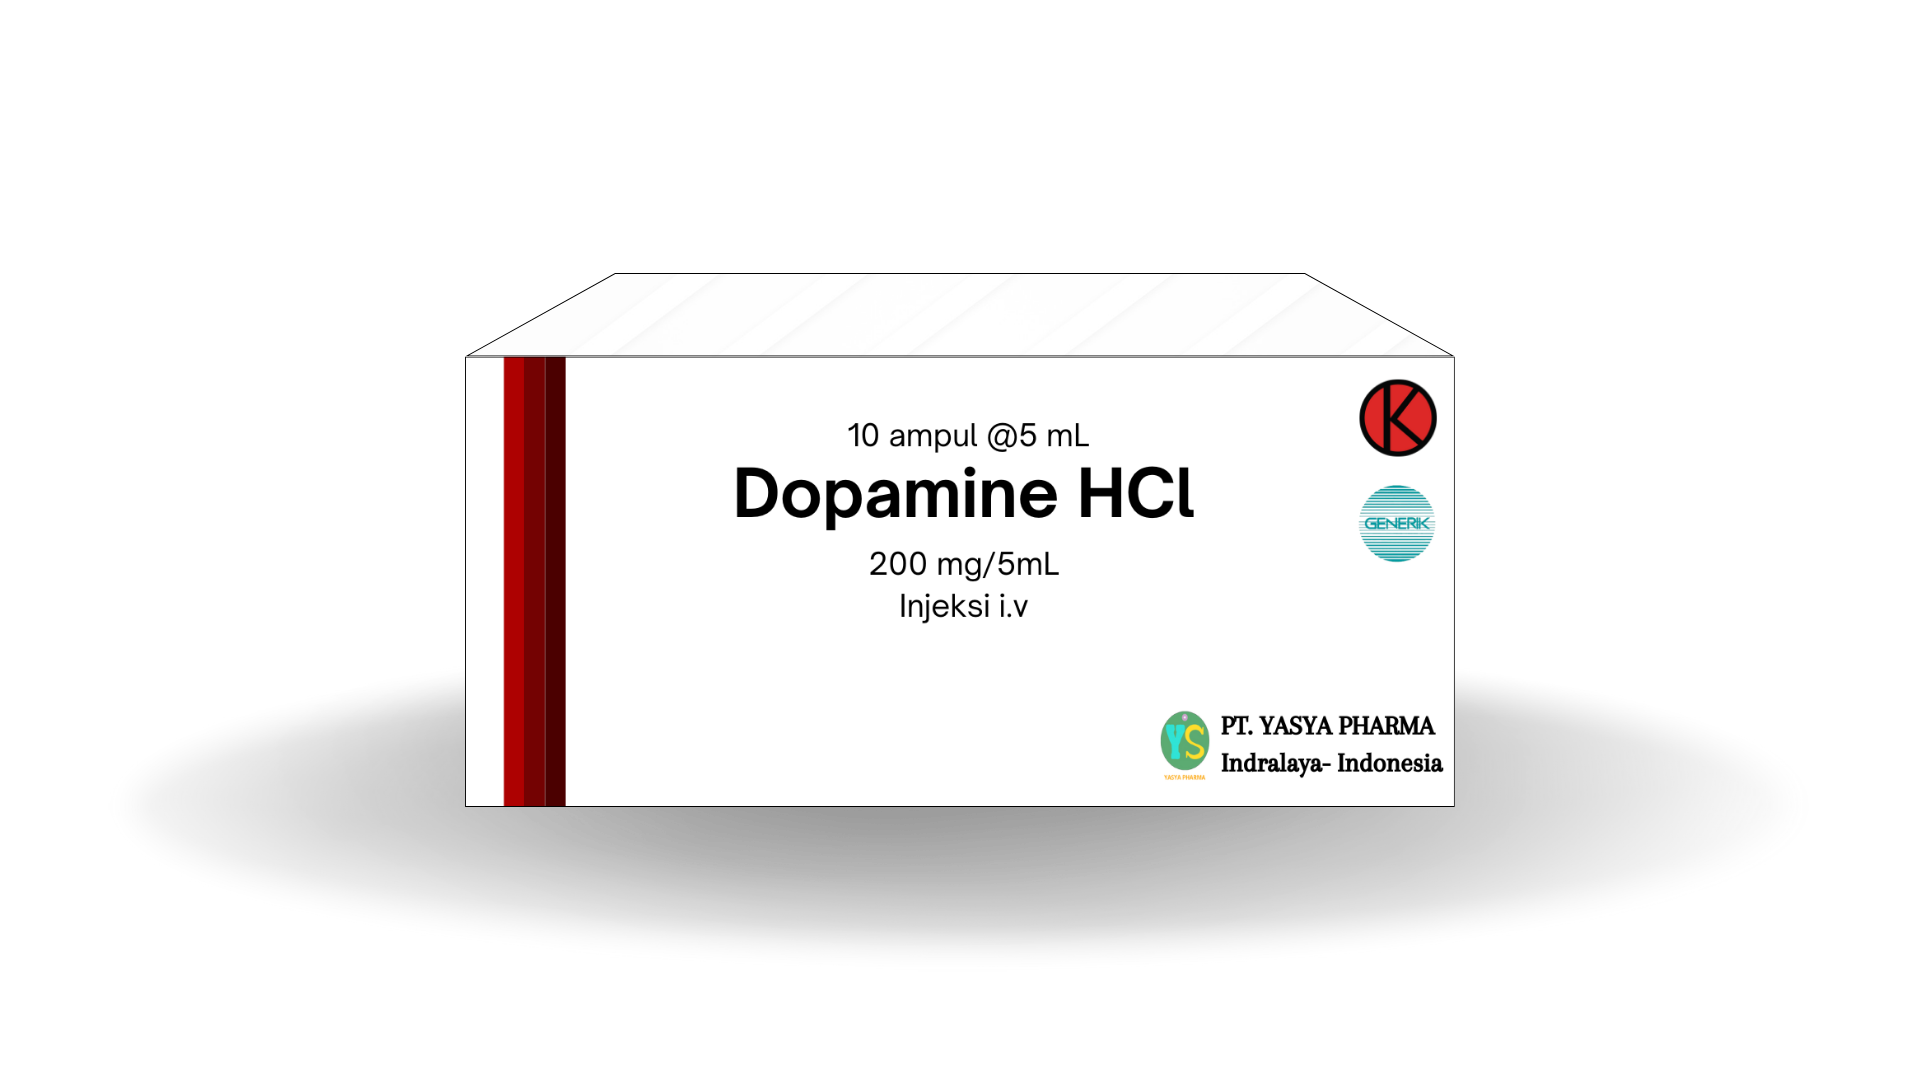 10 ampul @5 mL
Dopamine HCl
200 mg/5mL
Injeksi i.v
K
GENERIK
YS
YASYA PHARMA
PT. YASYA PHARMA
Indralaya- Indonesia